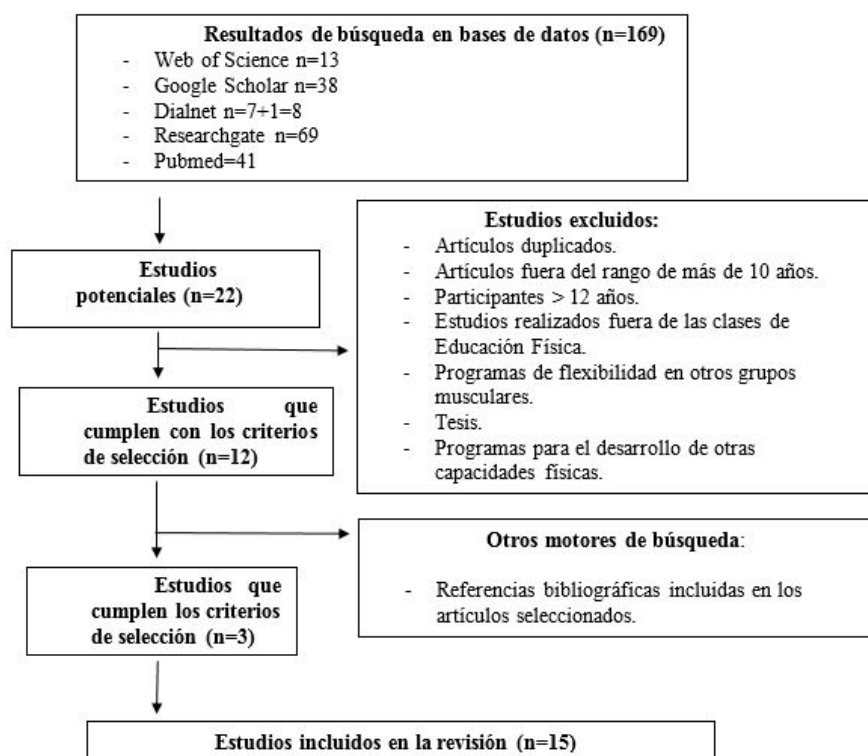 Resultados de búsqueda en bases de datos (n=169)
- Web of Science n=13
- Google Scholar n=38
- Dialnet n=7+1=8
- Researchgate n=69
- Pubmed=41
Estudios excluidos:
- Artículos duplicados.
- Artículos fuera del rango de más de 10 años.
- Participantes > 12 años.
- Estudios realizados fuera de las clases de
Educación Física.
- Programas de flexibilidad en otros grupos
musculares.
- Tesis.
- Programas para el desarrollo de otras
capacidades físicas.
Estudios
potenciales (n=22)
Estudios que
cumplen con los criterios
de selección (n=12)
Otros motores de búsqueda:
- Referencias bibliográficas incluidas en los
artículos seleccionados.
Estudios que
cumplen los criterios
de selección (n=3)
Estudios incluidos en la revisión (n=15)